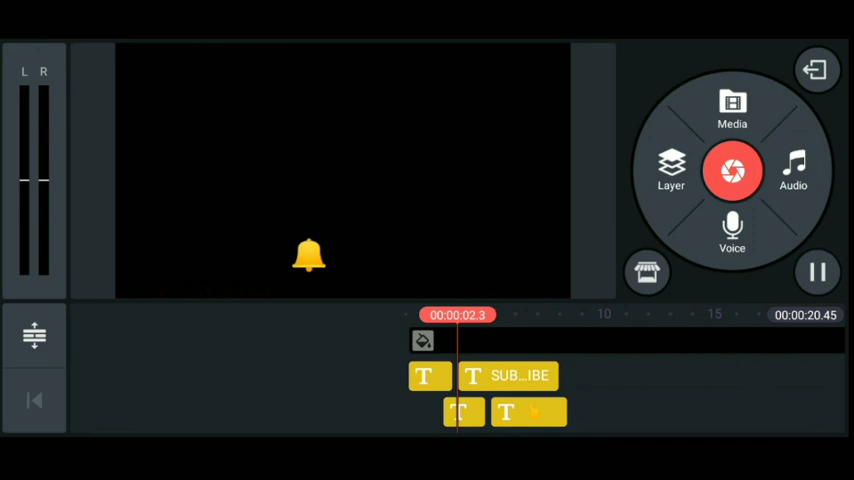 L R
Media
Layer
Audio
Voice
00:00:02.3
10
15
00:00:20.45
T
T SUB...IBE
T
T